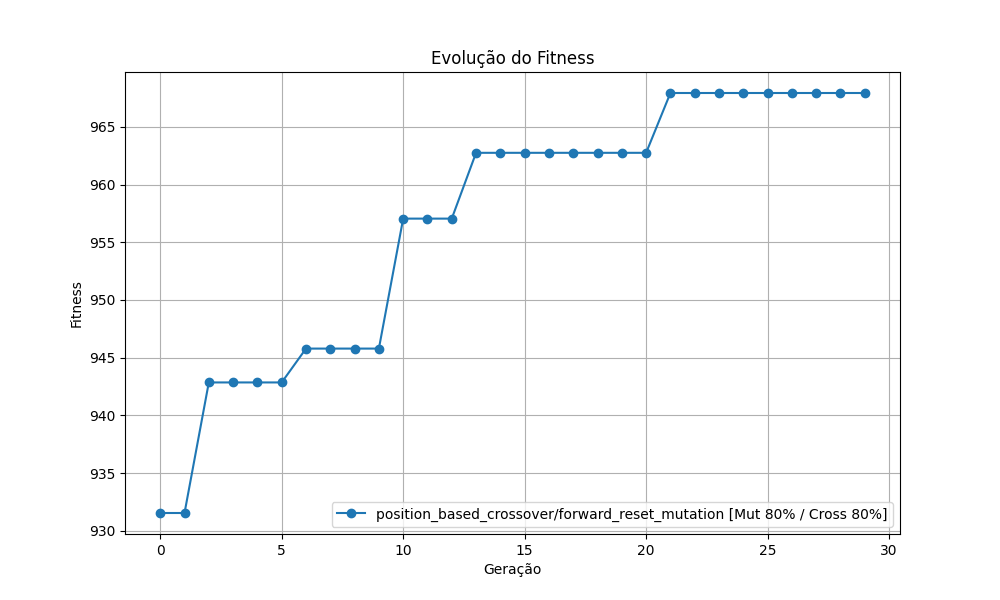 Evolução do Fitness
Fitness
965
960
955
950
945
940
935
930
position_based_crossover/forward_reset_mutation [Mut 80% / Cross 80%]
0 5 10 15 20 25 30
Geração